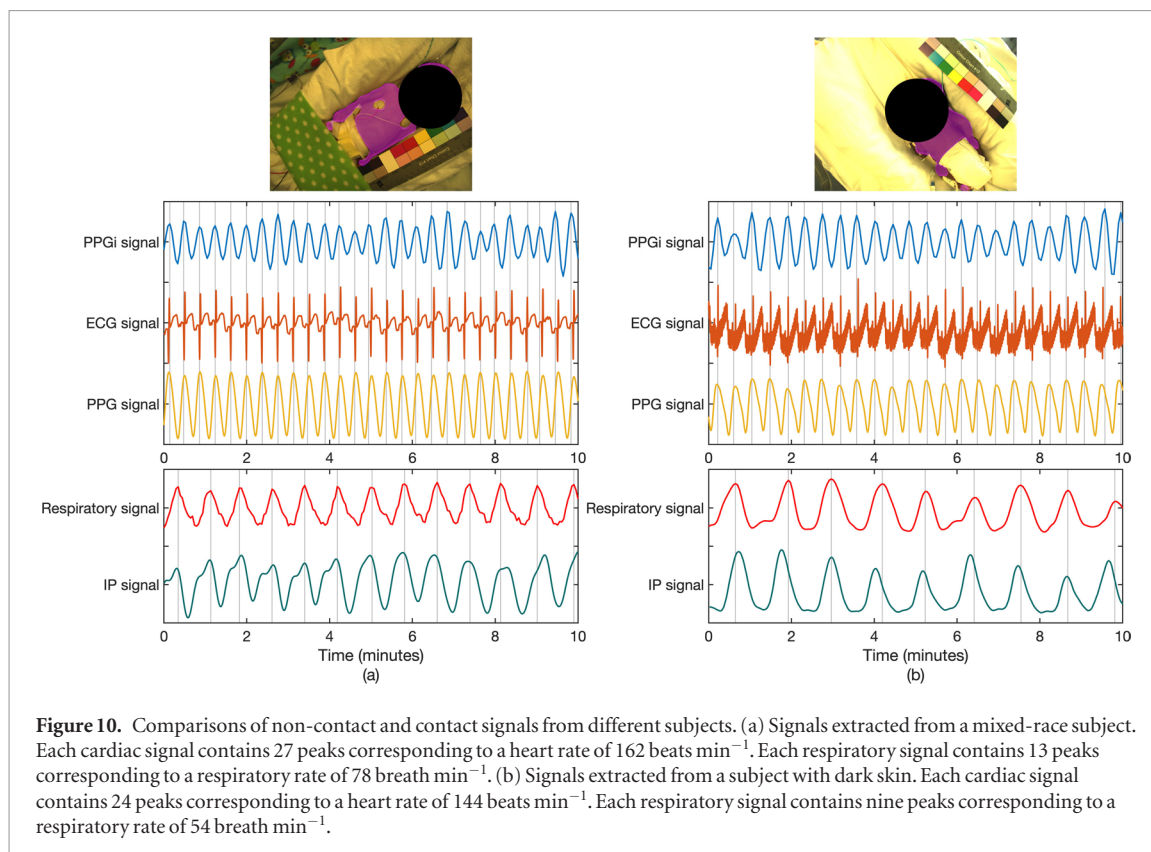 PPGi signal
ECG signal
PPG signal
0 2 4 6 8 10
Respiratory signal
IP signal
0 2 4 6 8 10
Time (minutes)
(a)
PPGi signal
ECG signal
PPG signal
0 2 4 6 8 10
Respiratory signal
IP signal
0 2 4 6 8 10
Time (minutes)
(b)
Figure 10. Comparisons of non-contact and contact signals from different subjects. (a) Signals extracted from a mixed-race subject.
Each cardiac signal contains 27 peaks corresponding to a heart rate of 162 beats min⁻¹. Each respiratory signal contains 13 peaks
corresponding to a respiratory rate of 78 breath min⁻¹. (b) Signals extracted from a subject with dark skin. Each cardiac signal
contains 24 peaks corresponding to a heart rate of 144 beats min⁻¹. Each respiratory signal contains nine peaks corresponding to a
respiratory rate of 54 breath min⁻¹.